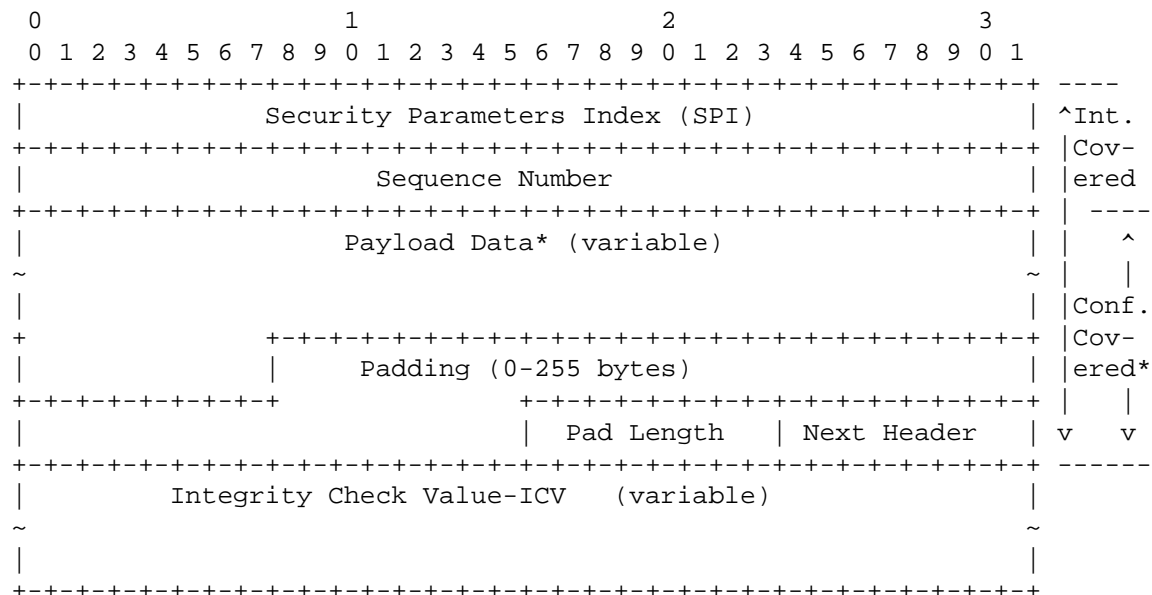 0                   1                   2                   3
 0 1 2 3 4 5 6 7 8 9 0 1 2 3 4 5 6 7 8 9 0 1 2 3 4 5 6 7 8 9 0 1
+-+-+-+-+-+-+-+-+-+-+-+-+-+-+-+-+-+-+-+-+-+-+-+-+-+-+-+-+-+-+-+-+ ----
|               Security Parameters Index (SPI)                 | ^Int.
+-+-+-+-+-+-+-+-+-+-+-+-+-+-+-+-+-+-+-+-+-+-+-+-+-+-+-+-+-+-+-+-+ |Cov-
|                      Sequence Number                          | |ered
+-+-+-+-+-+-+-+-+-+-+-+-+-+-+-+-+-+-+-+-+-+-+-+-+-+-+-+-+-+-+-+-+ | ----
|                    Payload Data* (variable)                   | |   ^
~                                                               ~ |   |
|                                                               | |Conf.
+               +-+-+-+-+-+-+-+-+-+-+-+-+-+-+-+-+-+-+-+-+-+-+-+-+ |Cov-
|               |     Padding (0-255 bytes)                     | |ered*
+-+-+-+-+-+-+-+-+               +-+-+-+-+-+-+-+-+-+-+-+-+-+-+-+-+ |   |
|                               |  Pad Length   | Next Header   | v   v
+-+-+-+-+-+-+-+-+-+-+-+-+-+-+-+-+-+-+-+-+-+-+-+-+-+-+-+-+-+-+-+-+ ------
|         Integrity Check Value-ICV   (variable)                |
~                                                               ~
|                                                               |
+-+-+-+-+-+-+-+-+-+-+-+-+-+-+-+-+-+-+-+-+-+-+-+-+-+-+-+-+-+-+-+-+